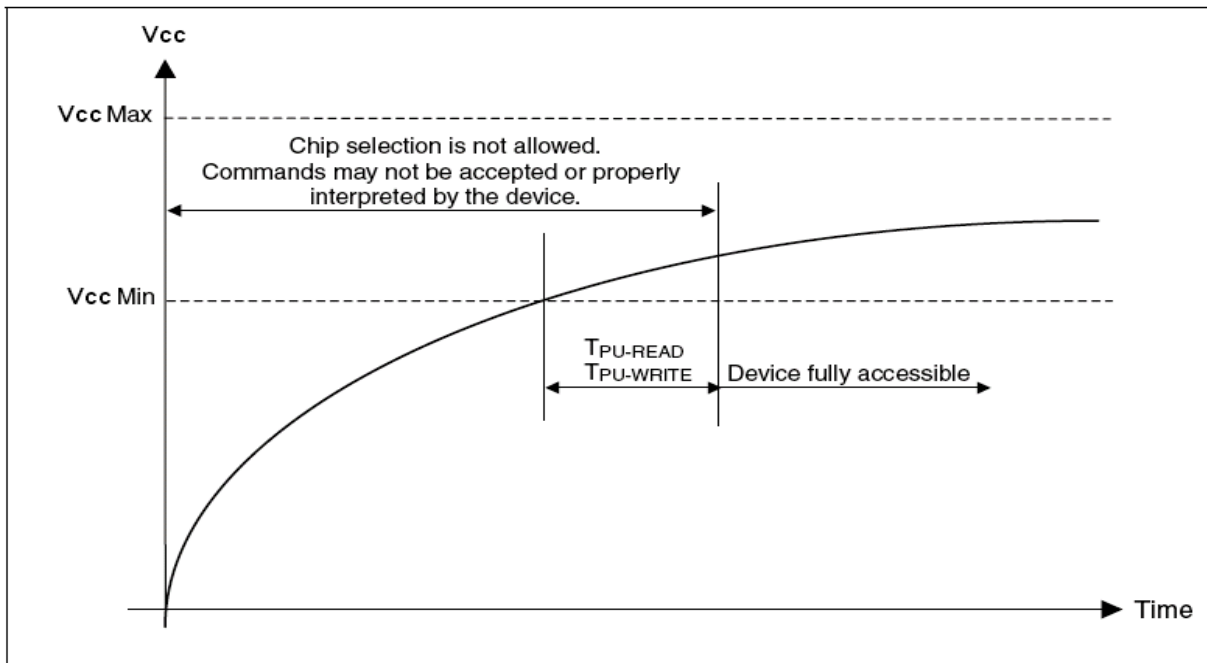 Vcc
Vcc Max
Chip selection is not allowed.
Commands may not be accepted or properly
interpreted by the device.
Vcc Min
TPU-READ
TPU-WRITE
Device fully accessible
Time